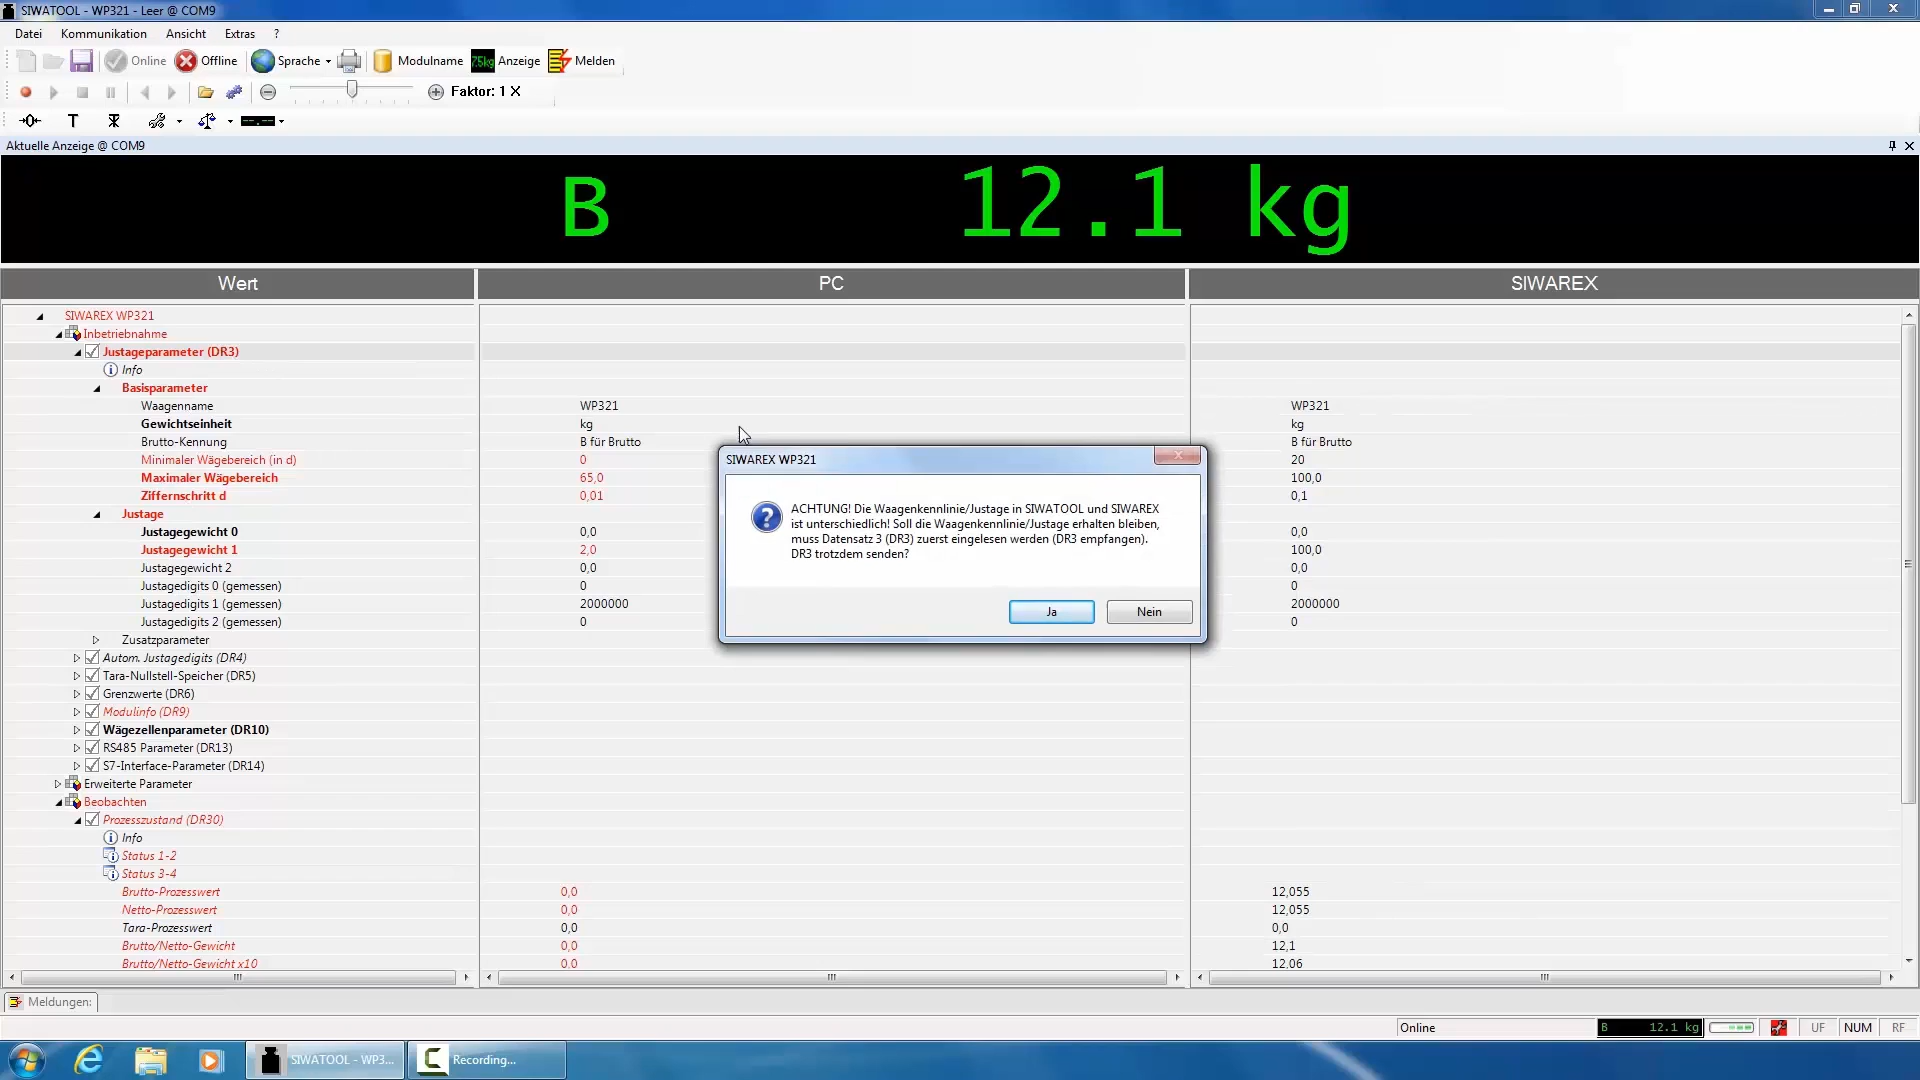 SIWATOOL - WP321 - Leer @ COM9
Datei Kommunikation Ansicht Extras ?
Online Offline Sprache 7.5kg Modulname Anzeige Melden
Faktor: 1 X
T
Aktuelle Anzeige @ COM9
B 12.1 kg
Wert PC SIWAREX
SIWAREX WP321
Inbetriebnahme
Justageparameter (DR3)
Info
Basisparameter
Waagenname WP321 WP321
Gewichtseinheit kg kg
Brutto-Kennung B für Brutto B für Brutto
Minimaler Wägebereich (in d) 0 20
Maximaler Wägebereich 65,0 100,0
Ziffernschritt d 0,01 0,1
Justage
Justagegewicht 0 0,0 0,0
Justagegewicht 1 2,0 100,0
Justagegewicht 2 0,0 0,0
Justagedigits 0 (gemessen) 0 0
Justagedigits 1 (gemessen) 2000000 2000000
Justagedigits 2 (gemessen) 0 0
Zusatzparameter
Autom. Justagedigits (DR4)
Tara-Nullstell-Speicher (DR5)
Grenzwerte (DR6)
Modulinfo (DR9)
Wägezellenparameter (DR10)
RS485 Parameter (DR13)
S7-Interface-Parameter (DR14)
Erweiterte Parameter
Beobachten
Prozesszustand (DR30)
Info
Status 1-2
Status 3-4
Brutto-Prozesswert 0,0 12,055
Netto-Prozesswert 0,0 12,055
Tara-Prozesswert 0,0 0,0
Brutto/Netto-Gewicht 0,0 12,1
Brutto/Netto-Gewicht x10 0,0 12,06
SIWAREX WP321
ACHTUNG! Die Waagenkennlinie/Justage in SIWATOOL und SIWAREX
ist unterschiedlich! Soll die Waagenkennlinie/Justage erhalten bleiben,
muss Datensatz 3 (DR3) zuerst eingelesen werden (DR3 empfangen).
DR3 trotzdem senden?
Ja Nein
Meldungen:
Online B 12.1 kg UF NUM RF
SIWATOOL - WP3... Recording...